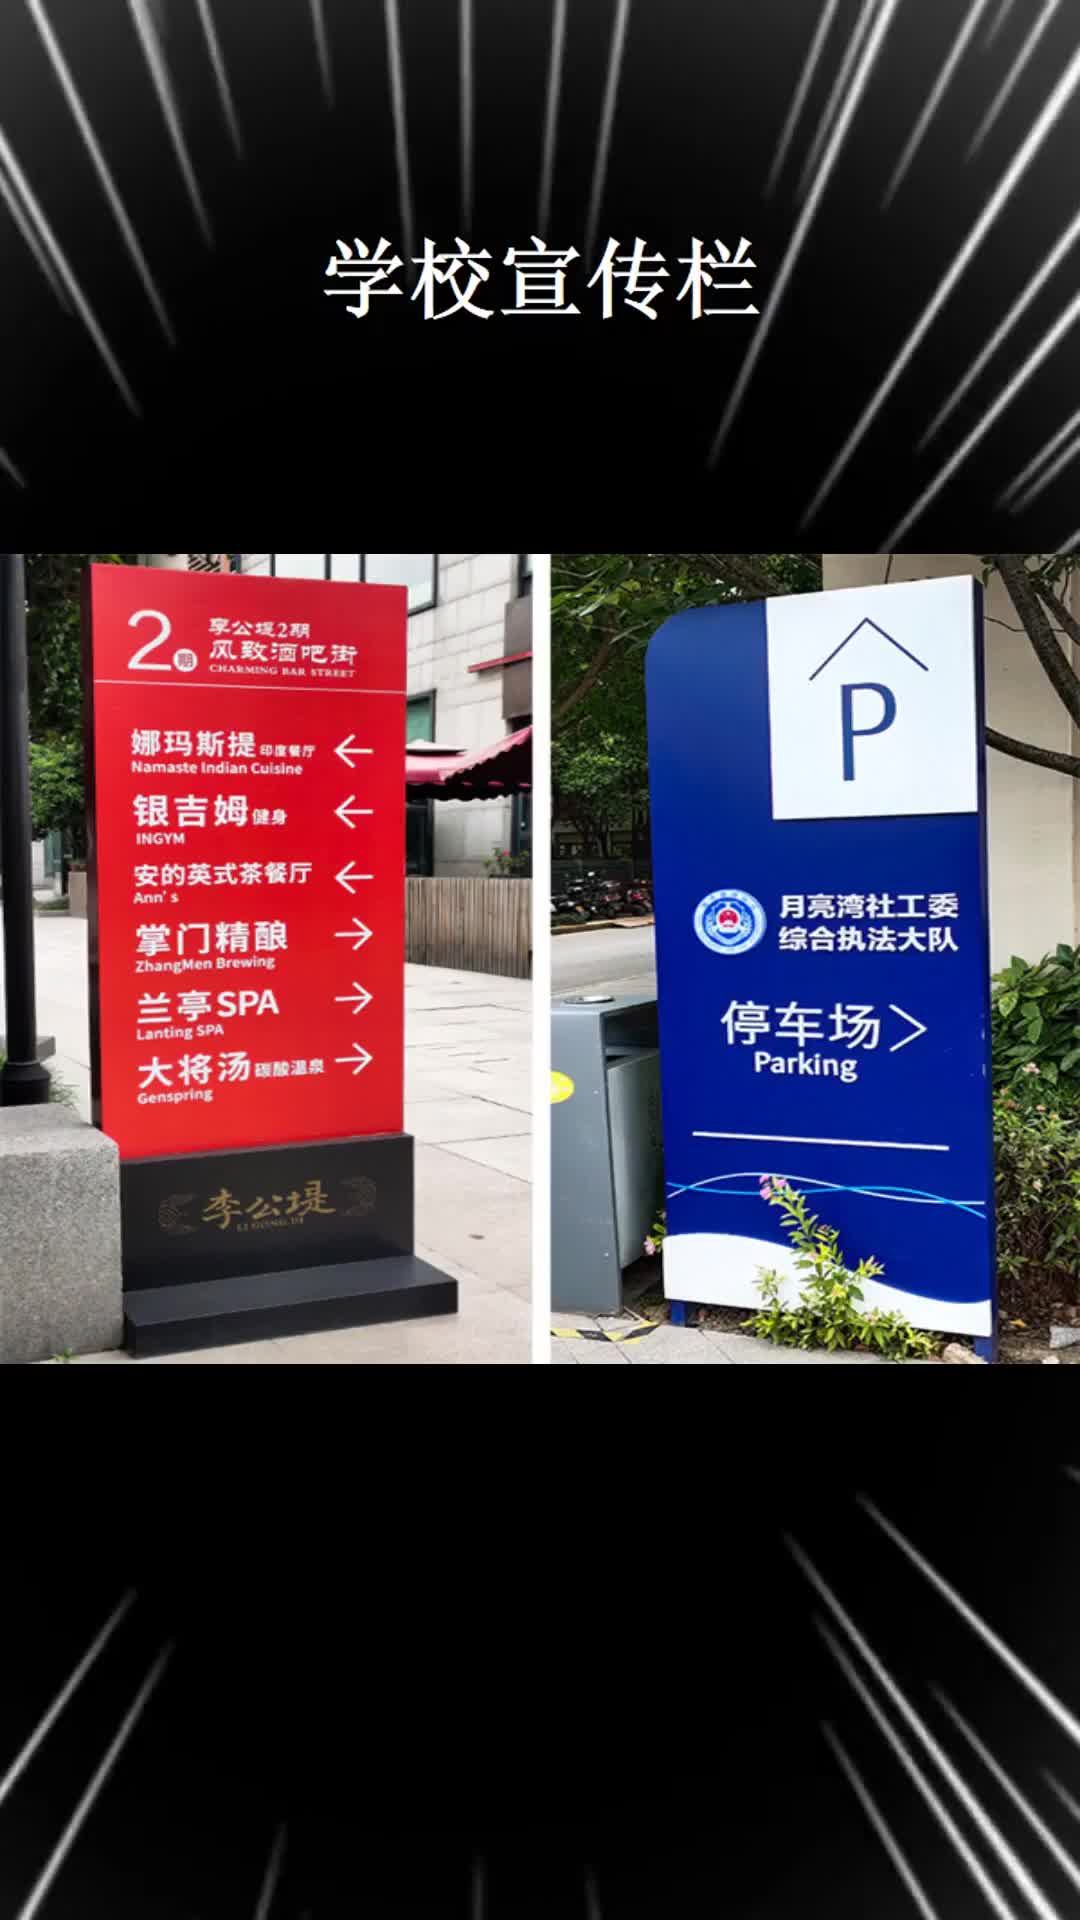 学校宣传栏
2期
李公堤2期
风致酒吧街
CHARMING BAR STREET
娜玛斯提 印度餐厅 ←
Namaste Indian Cuisine
银吉姆 健身 ←
INGYM
安的英式茶餐厅 ←
Ann's
掌门精酿 →
ZhangMen Brewing
兰亭SPA →
Lanting SPA
大将汤 碳酸温泉 →
Genspring
李公堤
LI GONG DI
P
月亮湾社工委
综合执法大队
停车场 >
Parking